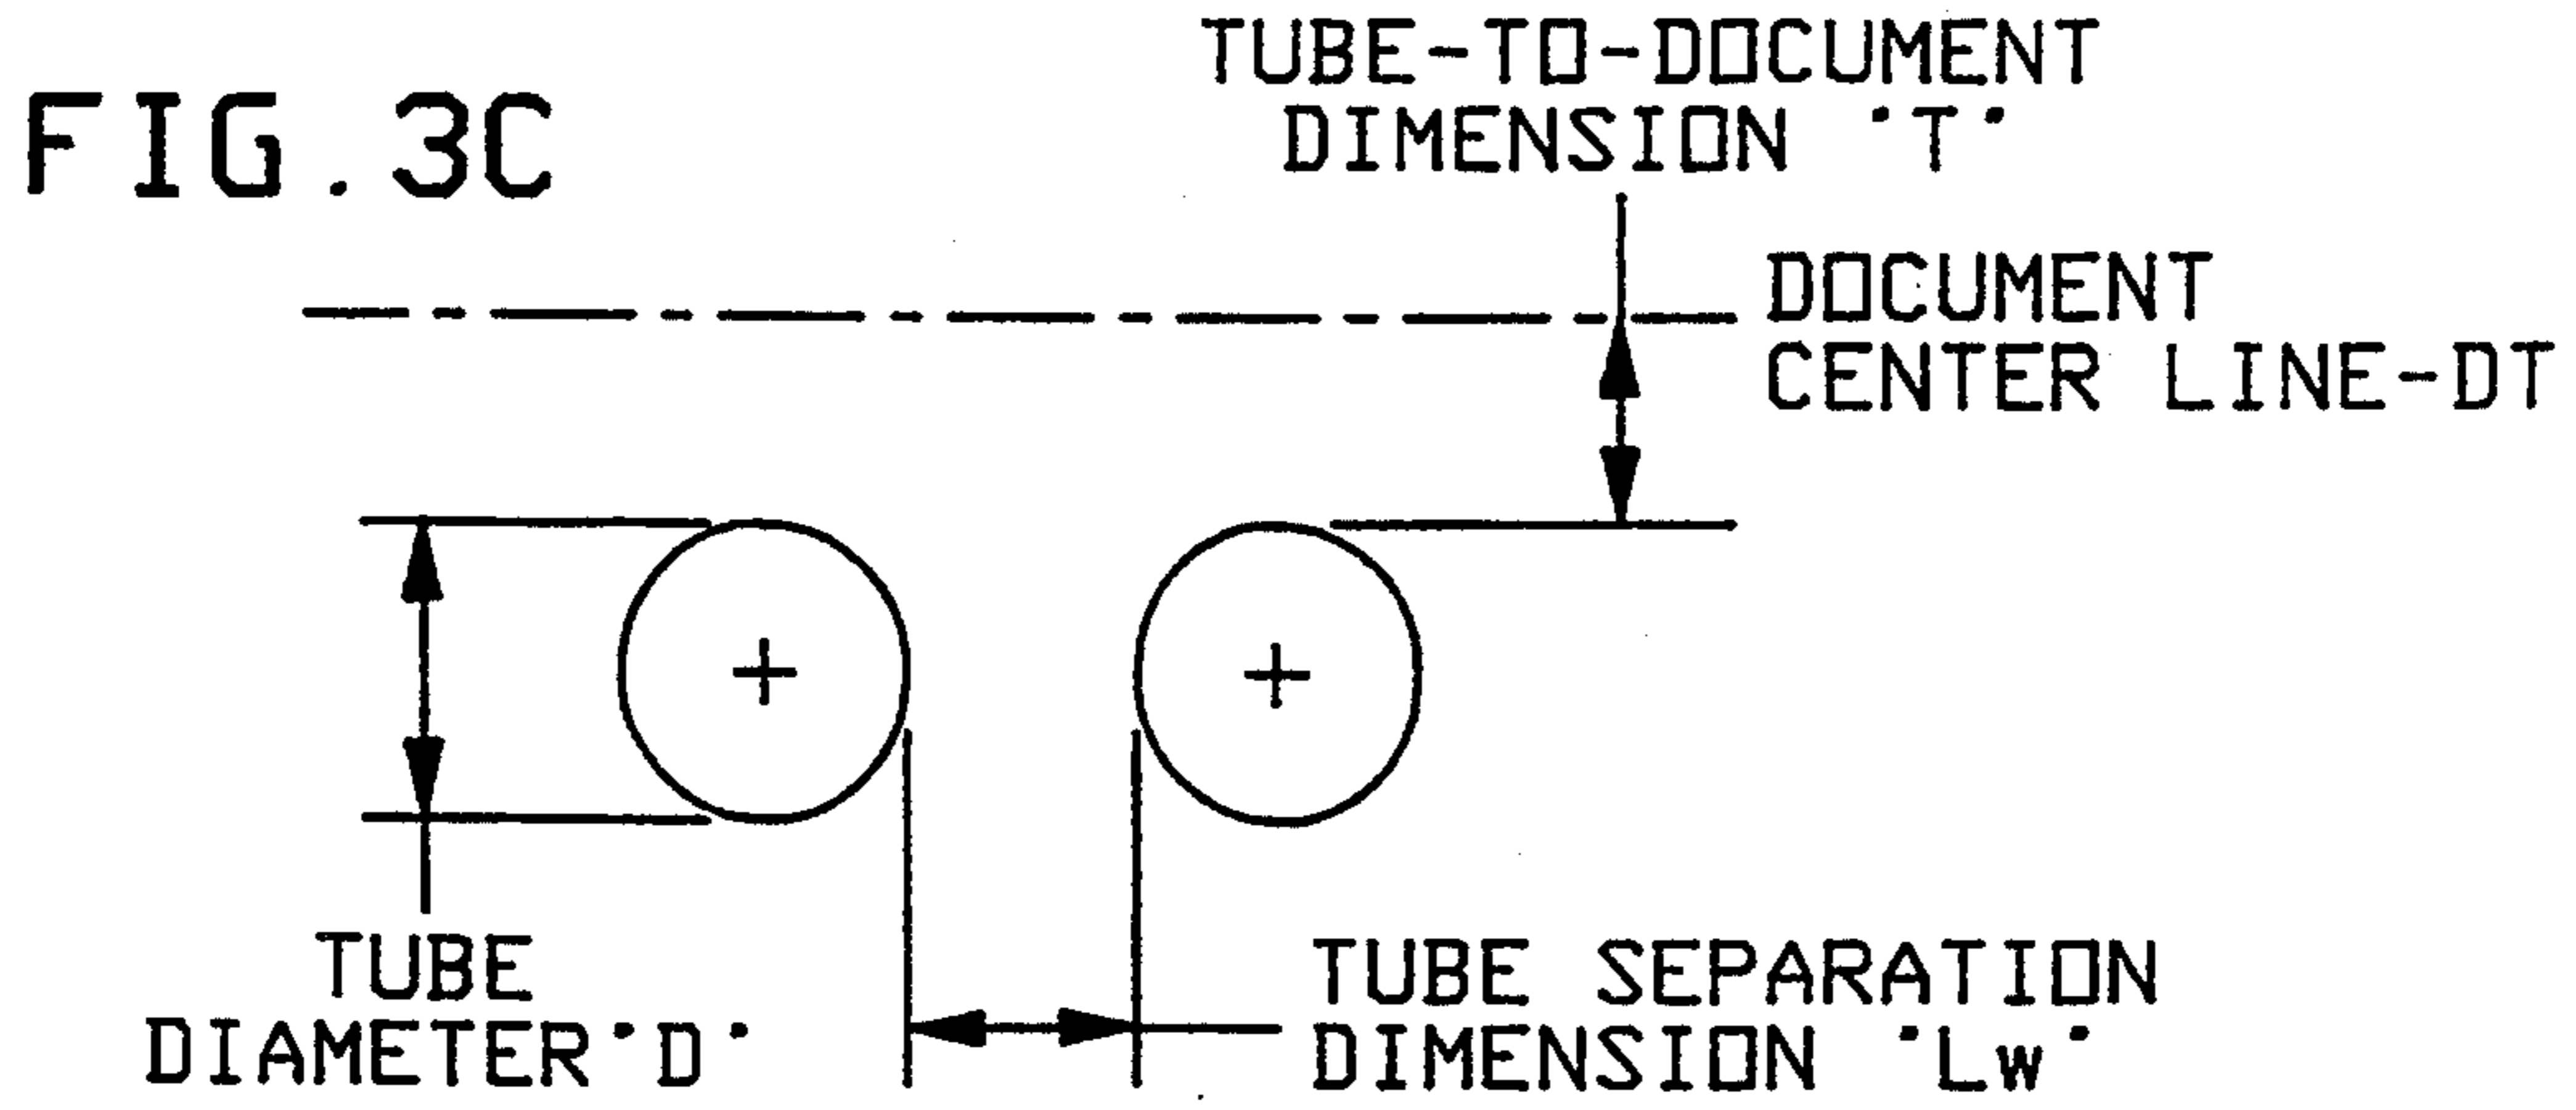 FIG.3C
TUBE-TO-DOCUMENT
DIMENSION "T"
DOCUMENT
CENTER LINE-DT
TUBE
DIAMETER "D"
TUBE SEPARATION
DIMENSION "Lw"